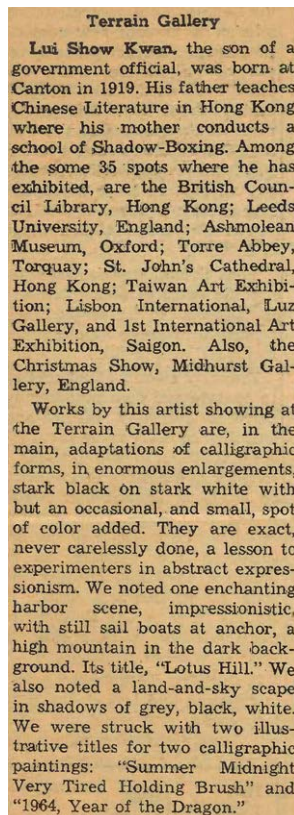 Terrain Gallery
Lui Show Kwan, the son of a
government official, was born at
Canton in 1919. His father teaches
Chinese Literature in Hong Kong
where his mother conducts a
school of Shadow-Boxing. Among
the some 35 spots where he has
exhibited, are the British Coun-
cil Library, Hong Kong; Leeds
University, England; Ashmolean
Museum, Oxford; Torre Abbey,
Torquay; St. John's Cathedral,
Hong Kong; Taiwan Art Exhibi-
tion; Lisbon International, Luz
Gallery, and 1st International Art
Exhibition, Saigon. Also, the
Christmas Show, Midhurst Gal-
lery, England.
Works by this artist showing at
the Terrain Gallery are, in the
main, adaptations of calligraphic
forms, in enormous enlargements,
stark black on stark white with
but an occasional, and small, spot
of color added. They are exact,
never carelessly done, a lesson to
experimenters in abstract expres-
sionism. We noted one enchanting
harbor scene, impressionistic,
with still sail boats at anchor, a
high mountain in the dark back-
ground. Its title, "Lotus Hill." We
also noted a land-and-sky scape
in shadows of grey, black, white.
We were struck with two illus-
trative titles for two calligraphic
paintings: "Summer Midnight
Very Tired Holding Brush" and
"1964, Year of the Dragon."